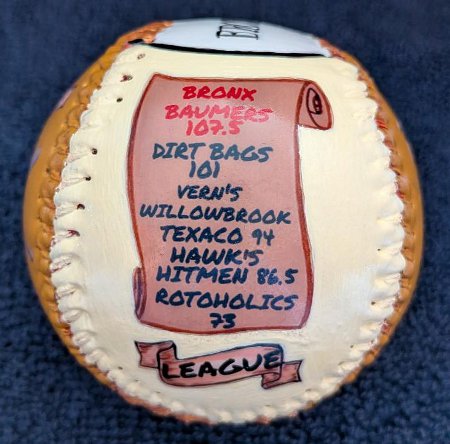 BRONX
BAUMERS
107.5
DIRT BAGS
101
VERN'S
WILLOWBROOK
TEXACO 94
HAWK'S
HITMEN 86.5
ROTOHOLICS
73
LEAGUE